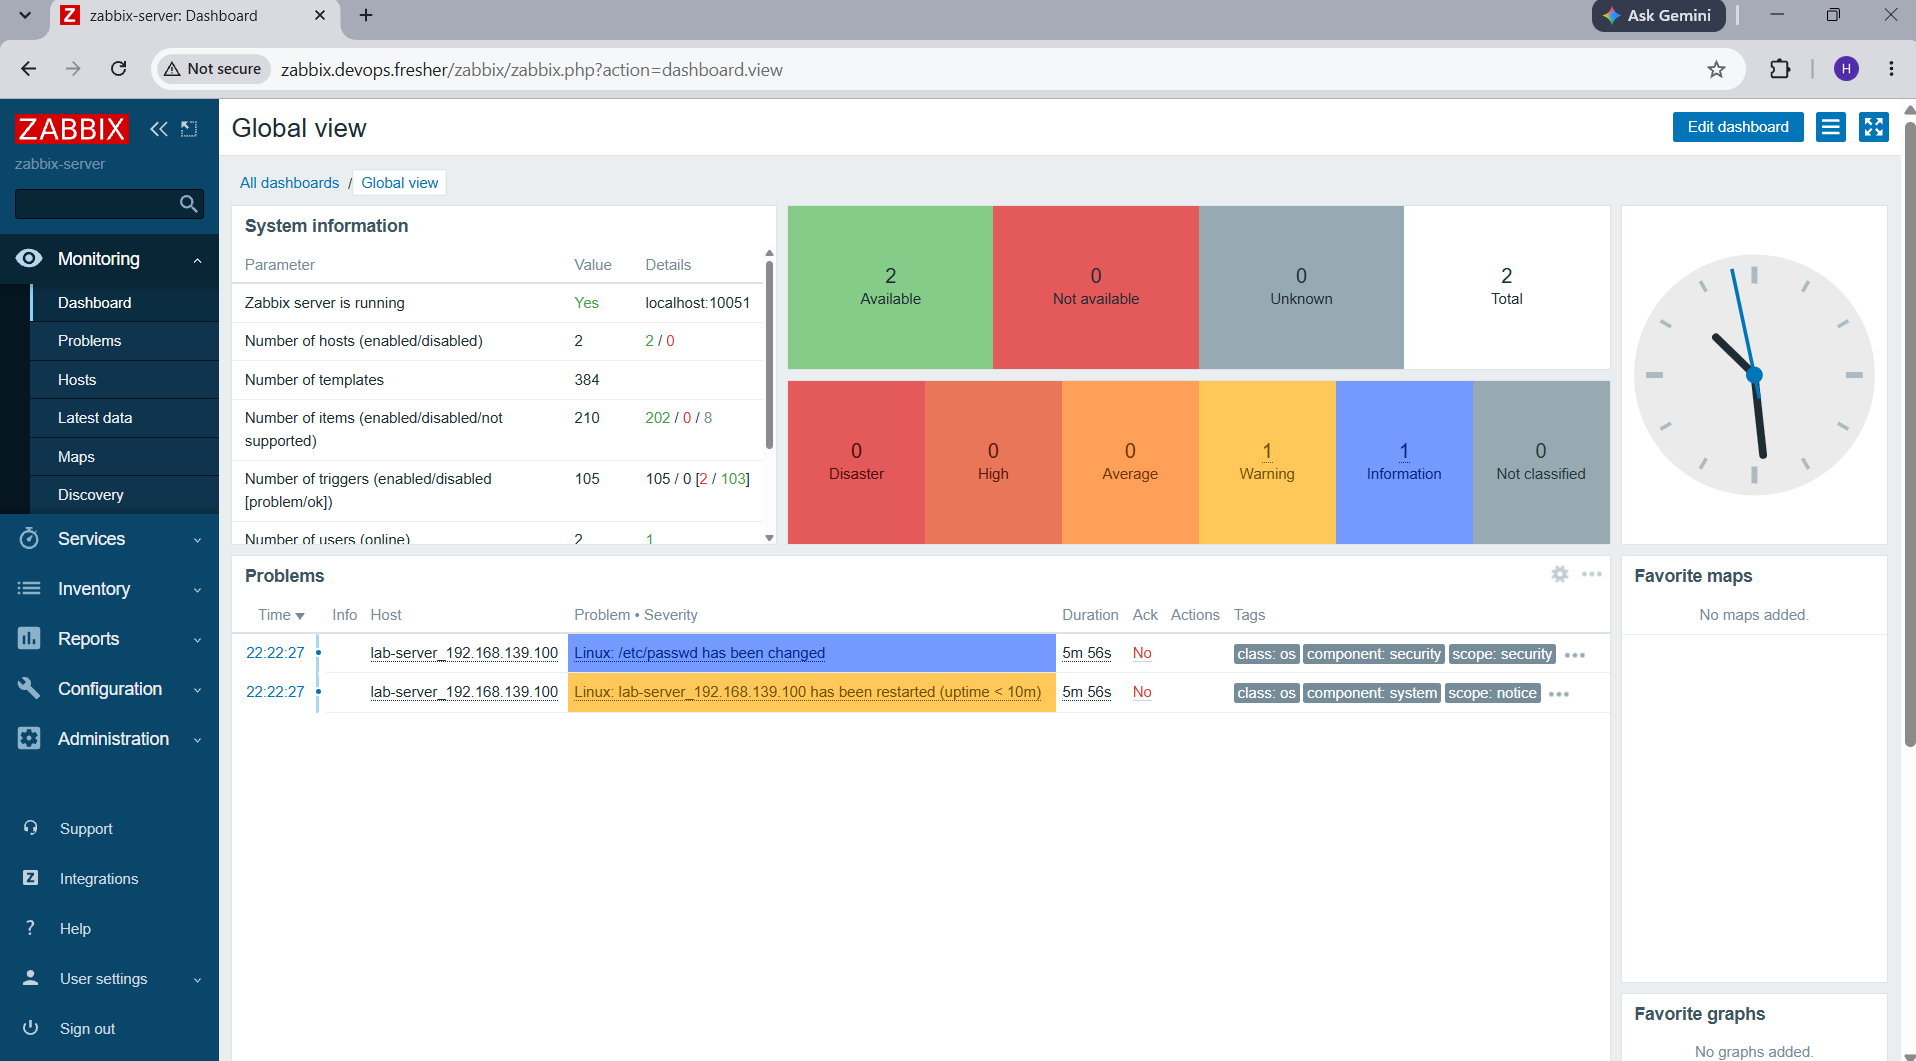 zabbix-server: Dashboard
Ask Gemini
Not secure
zabbix.devops.fresher/zabbix/zabbix.php?action=dashboard.view
H
ZABBIX
zabbix-server
Monitoring
Dashboard
Problems
Hosts
Latest data
Maps
Discovery
Services
Inventory
Reports
Configuration
Administration
Support
Integrations
Help
User settings
Sign out
Global view
Edit dashboard
All dashboards / Global view
System information
Parameter Value Details
Zabbix server is running Yes localhost:10051
Number of hosts (enabled/disabled) 2 2 / 0
Number of templates 384
Number of items (enabled/disabled/not 210 202 / 0 / 8
supported)
Number of triggers (enabled/disabled 105 105 / 0 [2 / 103]
[problem/ok])
Number of users (online) 2 1
2 0 0 2
Available Not available Unknown Total
0 0 0 1 1 0
Disaster High Average Warning Information Not classified
Problems
Time Info Host Problem • Severity Duration Ack Actions Tags
22:22:27 lab-server_192.168.139.100 Linux: /etc/passwd has been changed 5m 56s No class: os component: security scope: security
22:22:27 lab-server_192.168.139.100 Linux: lab-server_192.168.139.100 has been restarted (uptime < 10m) 5m 56s No class: os component: system scope: notice
Favorite maps
No maps added.
Favorite graphs
No graphs added.